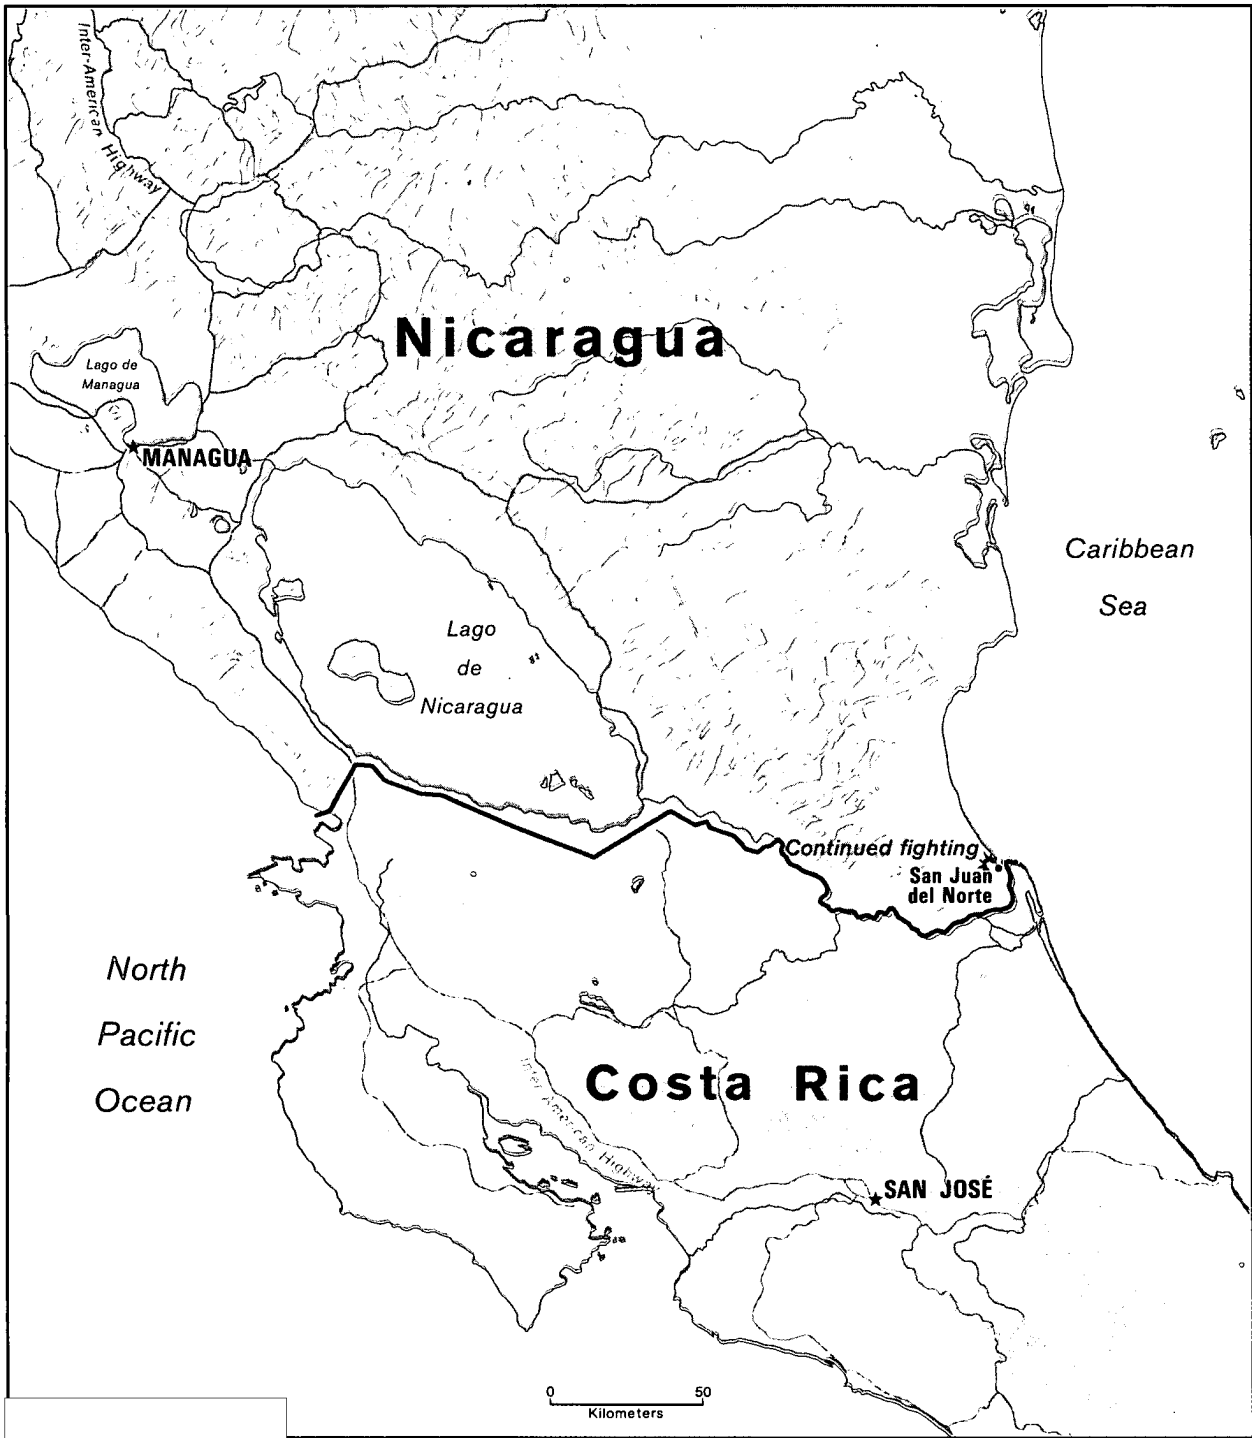 Inter-American Highway
Nicaragua
Lago de
Managua
MANAGUA
Caribbean
Sea
Lago
de
Nicaragua
Continued fighting
San Juan
del Norte
North
Pacific
Ocean
Costa Rica
Inter American Highway
SAN JOSÉ
0 50
Kilometers